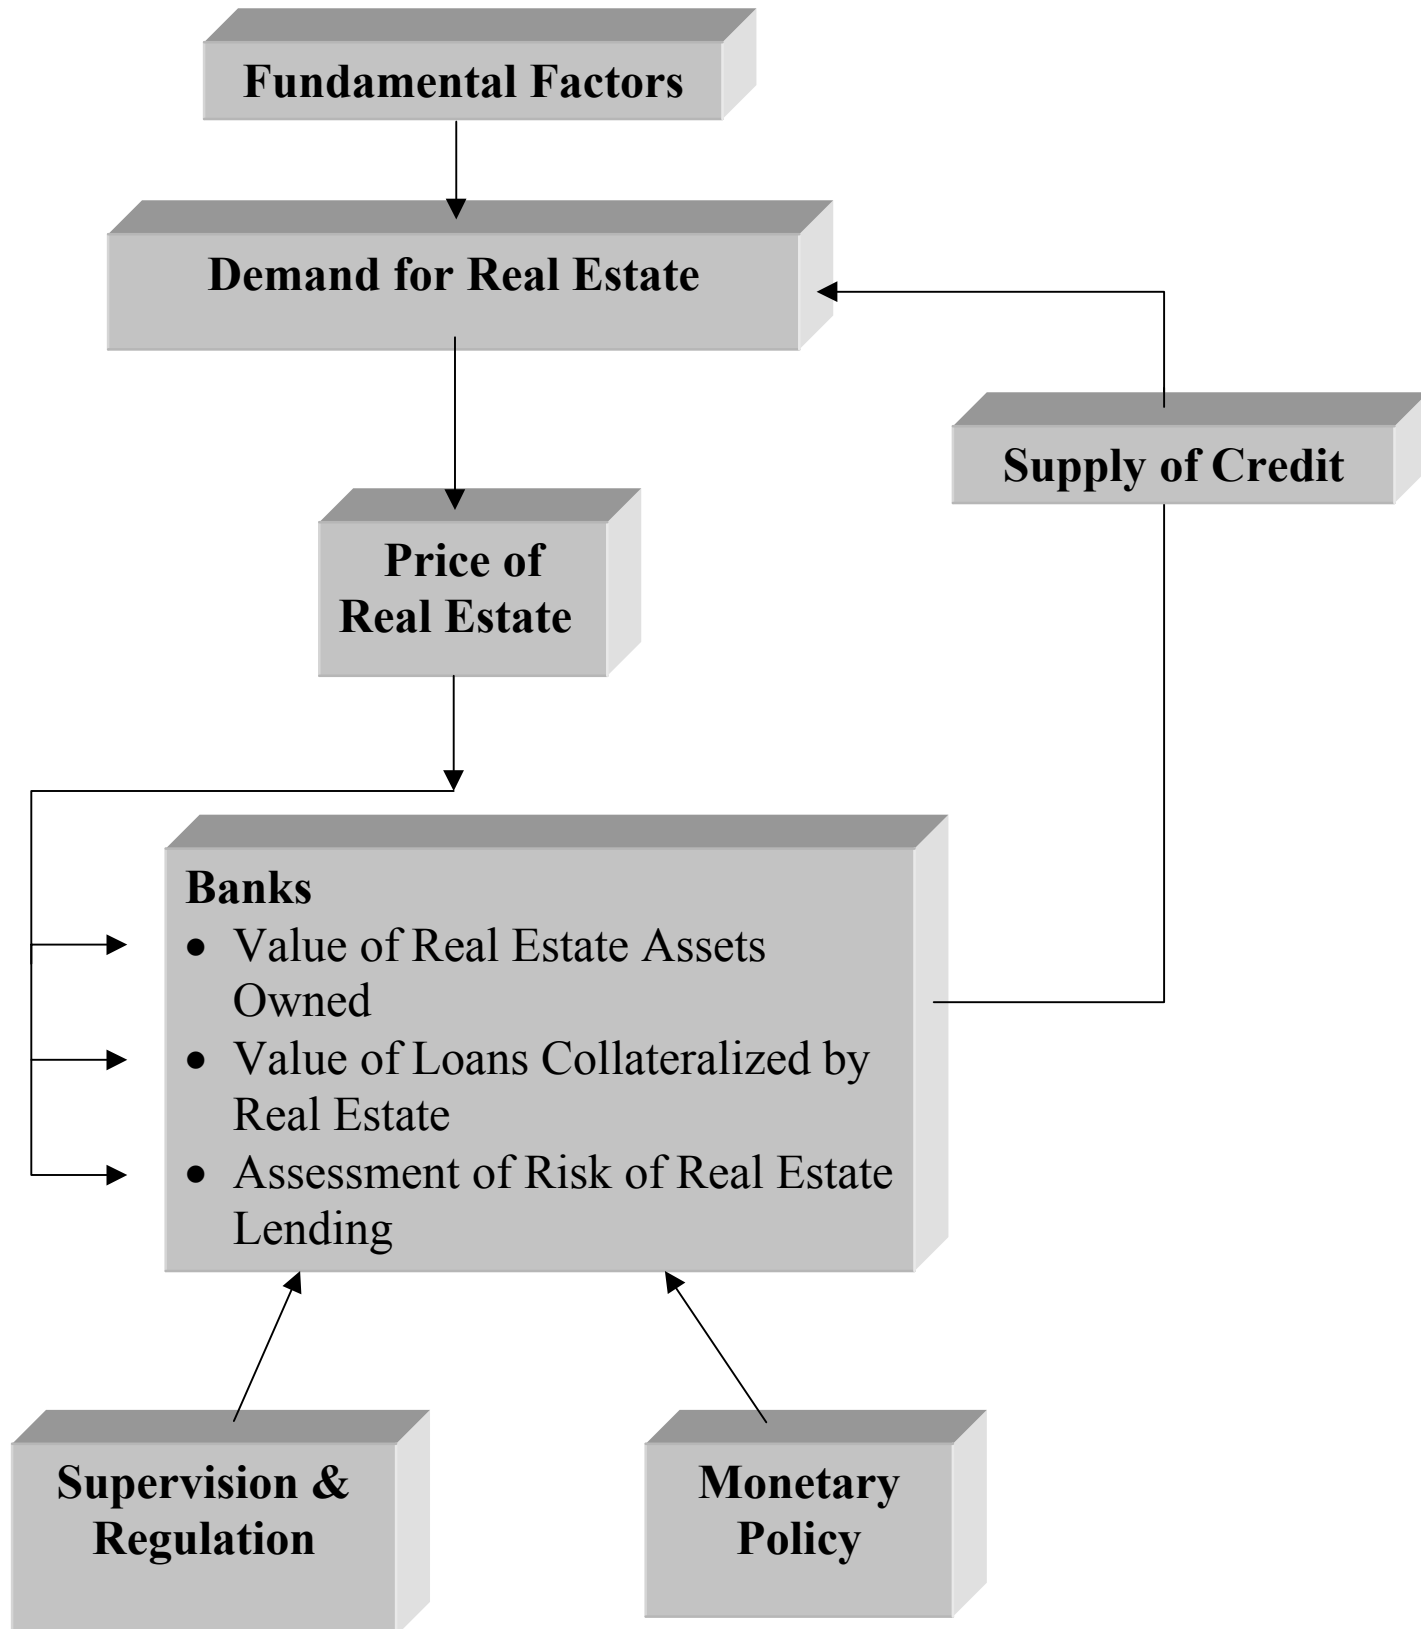 Fundamental Factors
Demand for Real Estate
Supply of Credit
Price of
Real Estate
Banks
• Value of Real Estate Assets
Owned
• Value of Loans Collateralized by
Real Estate
• Assessment of Risk of Real Estate
Lending
Supervision &
Regulation
Monetary
Policy